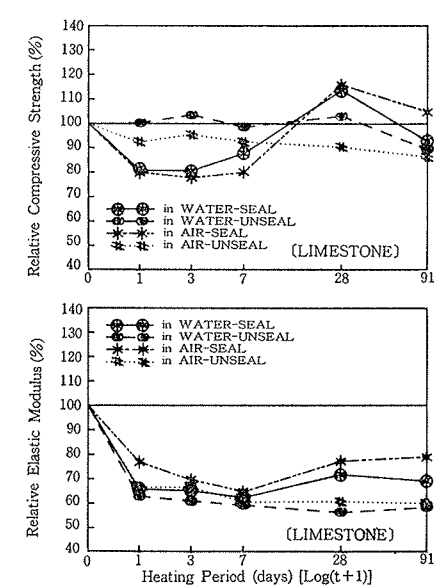 Relative Compressive Strength (%)
140
130
120
110
100
90
80
70
60
50
40
in WATER-SEAL
in WATER-UNSEAL
in AIR-SEAL
in AIR-UNSEAL
(LIMESTONE)
0 1 3 7 28 91
Relative Elastic Modulus (%)
140
130
120
110
100
90
80
70
60
50
40
in WATER-SEAL
in WATER-UNSEAL
in AIR-SEAL
in AIR-UNSEAL
(LIMESTONE)
0 1 3 7 28 91
Heating Period (days) [Log(t+1)]